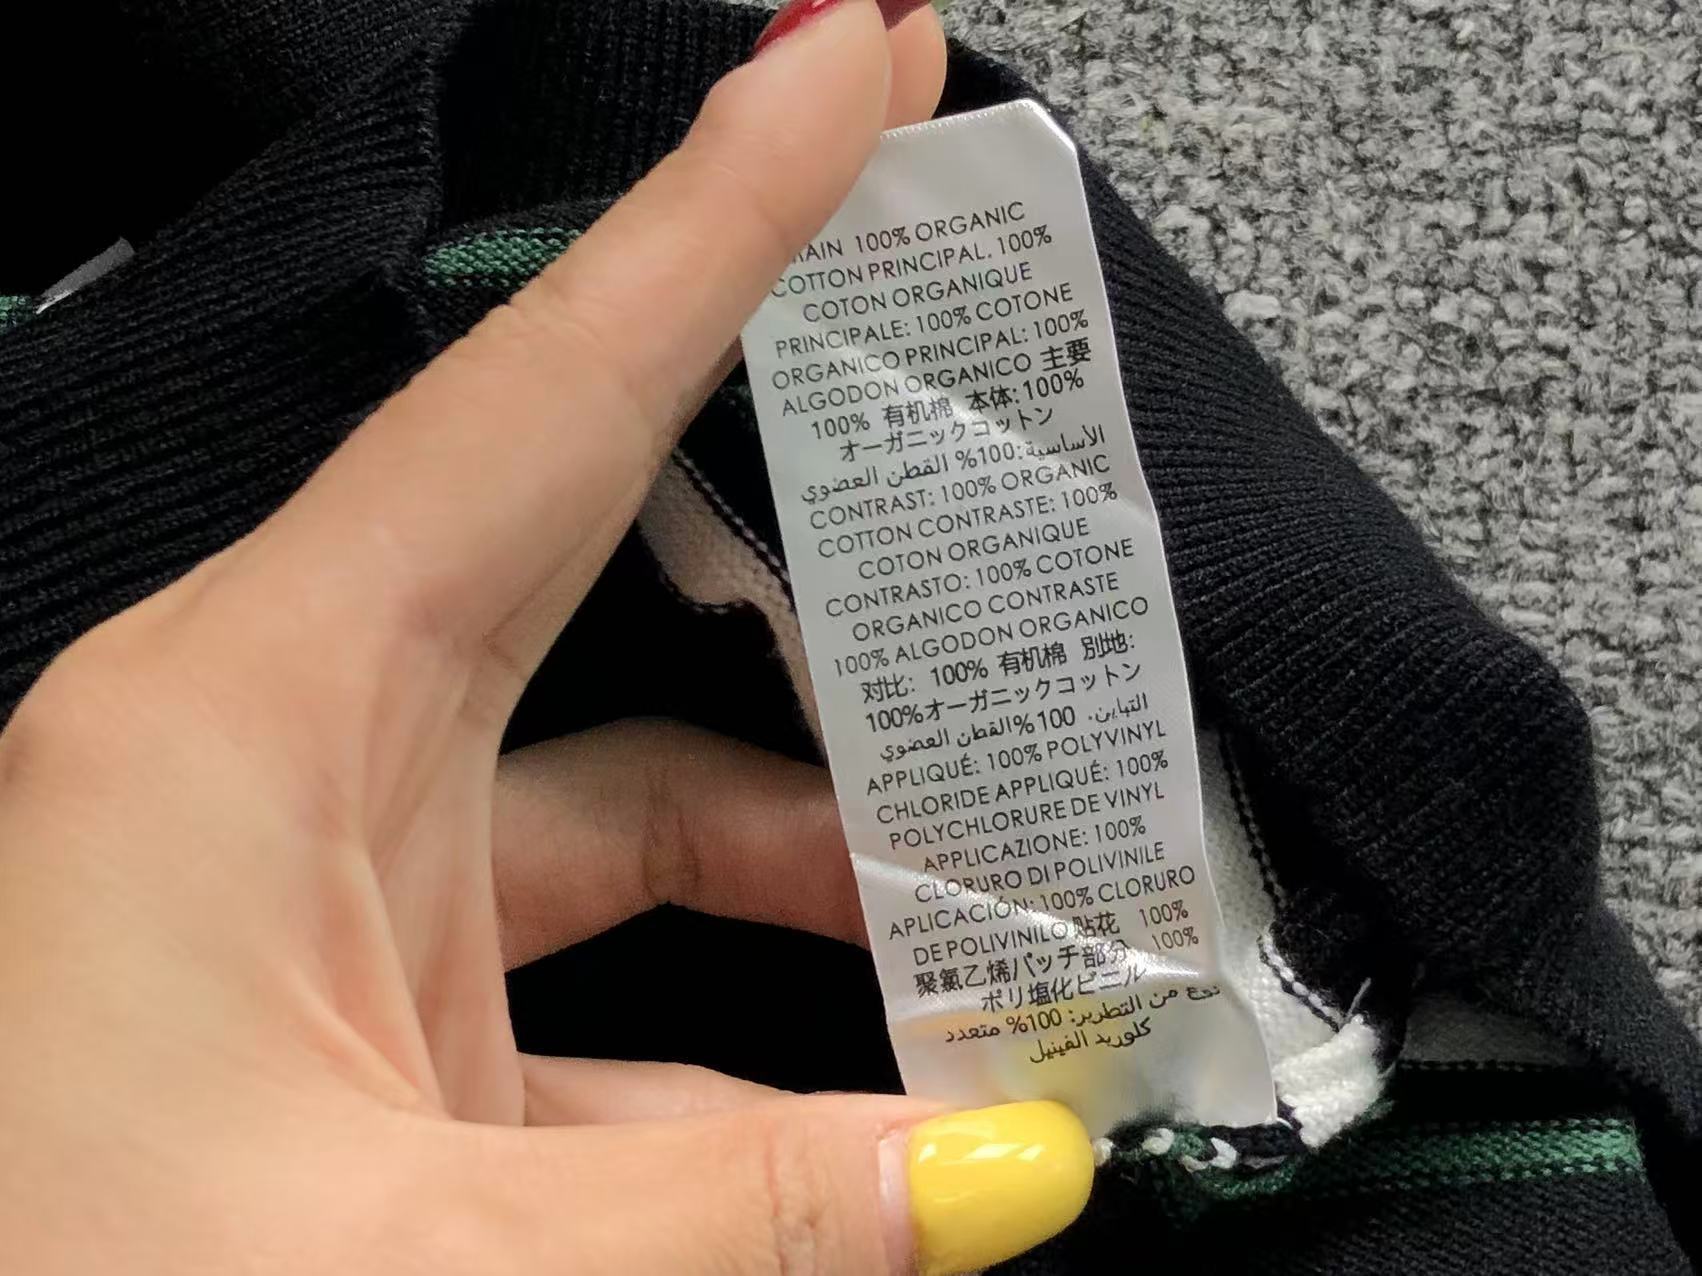 MAIN 100% ORGANIC
COTTON PRINCIPAL. 100%
COTON ORGANIQUE
PRINCIPALE: 100% COTONE
ORGANICO PRINCIPAL: 100%
ALGODON ORGANICO 主要
100% 有机棉 本体: 100%
オーガニックコットン
الأساسية: 100% القطن العضوي
CONTRAST: 100% ORGANIC
COTTON CONTRASTE: 100%
COTON ORGANIQUE
CONTRASTO: 100% COTONE
ORGANICO CONTRASTE
100% ALGODON ORGANICO
对比: 100% 有机棉 別地:
100%オーガニックコットン
التباين. 100%القطن العضوي
APPLIQUÉ: 100% POLYVINYL
CHLORIDE APPLIQUÉ: 100%
POLYCHLORURE DE VINYL
APPLICAZIONE: 100%
CLORURO DI POLIVINILE
APLICACIÓN: 100% CLORURO
DE POLIVINILO 贴花 100%
聚氯乙烯パッチ部分 100%
ポリ塩化ビニル
نوع من التطريز: 100% متعدد
كلوريد الفينيل